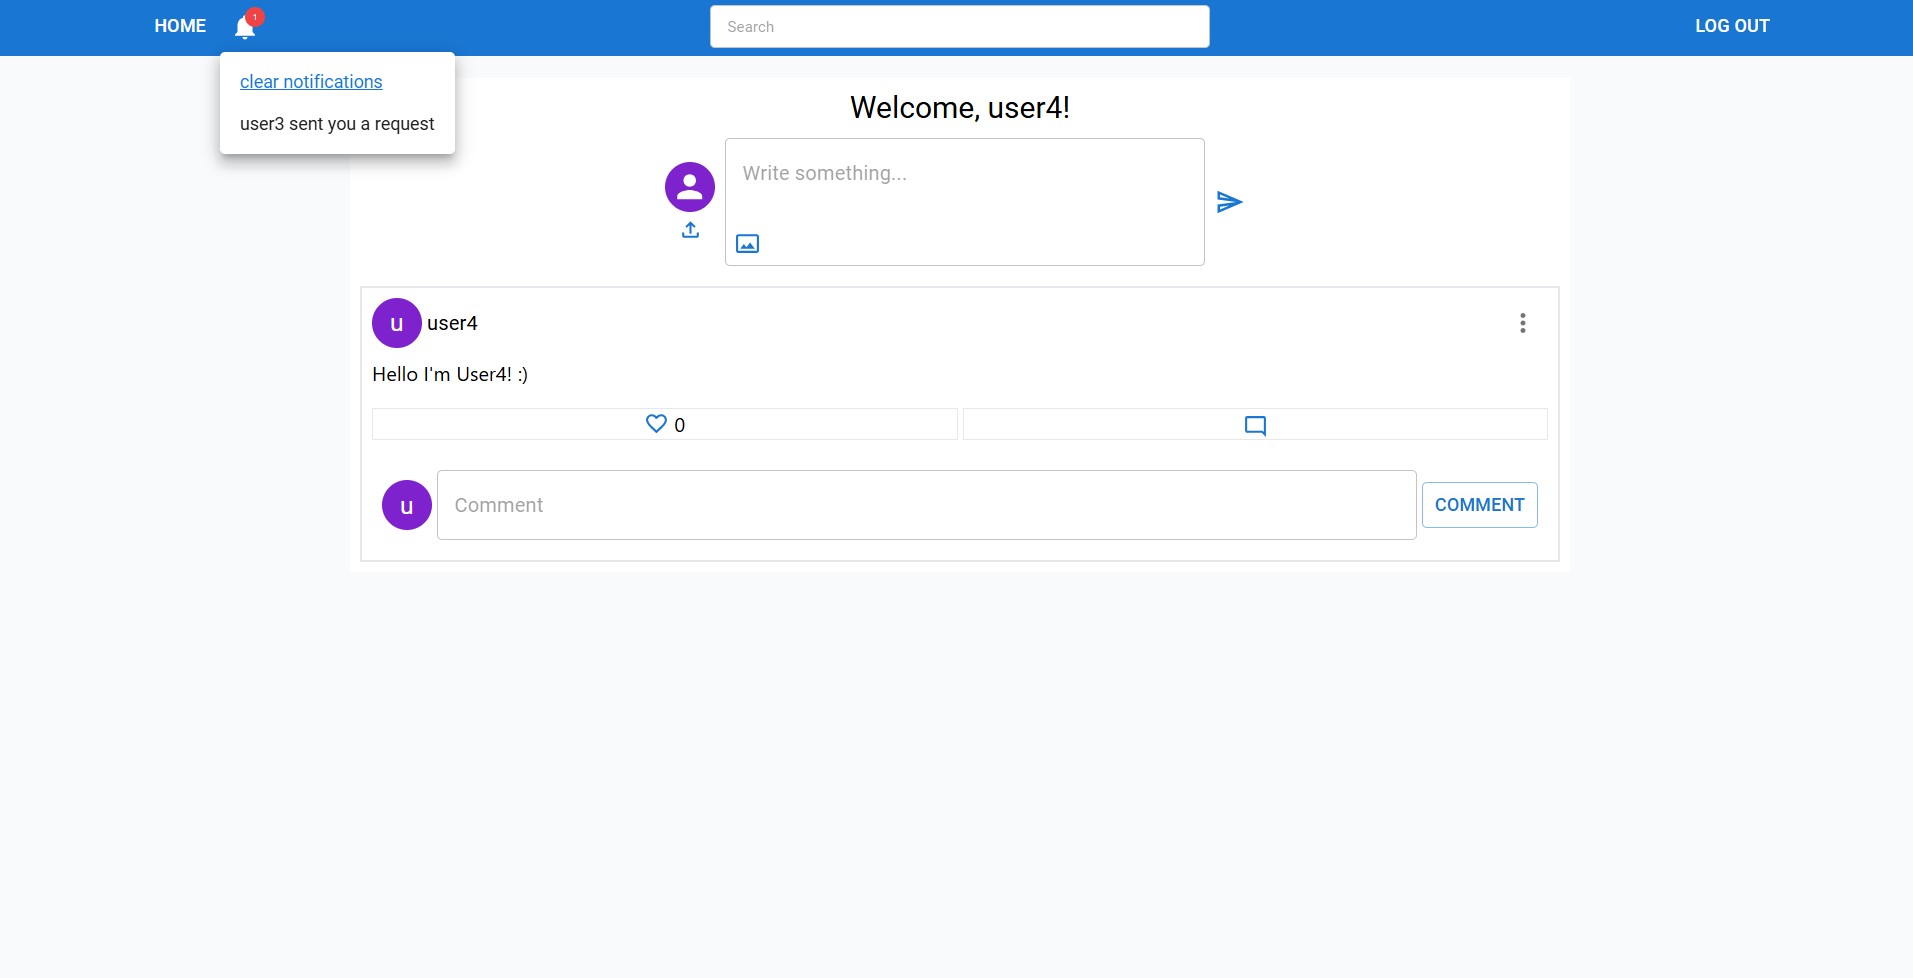 HOME
1
Search
LOG OUT
clear notifications
user3 sent you a request
Welcome, user4!
Write something...
u
user4
Hello I'm User4! :)
0
u
Comment
COMMENT